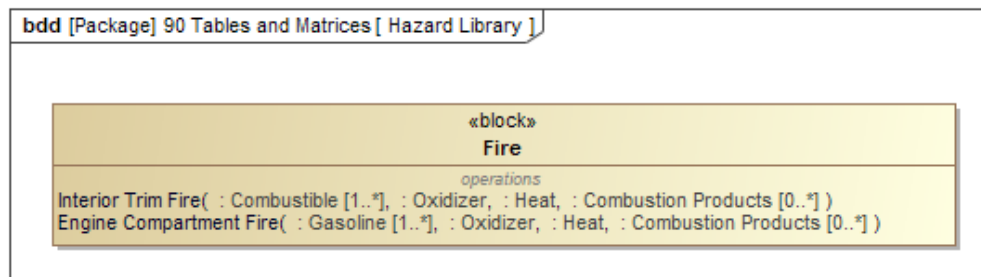 bdd [Package] 90 Tables and Matrices [ Hazard Library ]
«block»
Fire
operations
Interior Trim Fire( : Combustible [1..*], : Oxidizer, : Heat, : Combustion Products [0..*] )
Engine Compartment Fire( : Gasoline [1..*], : Oxidizer, : Heat, : Combustion Products [0..*] )